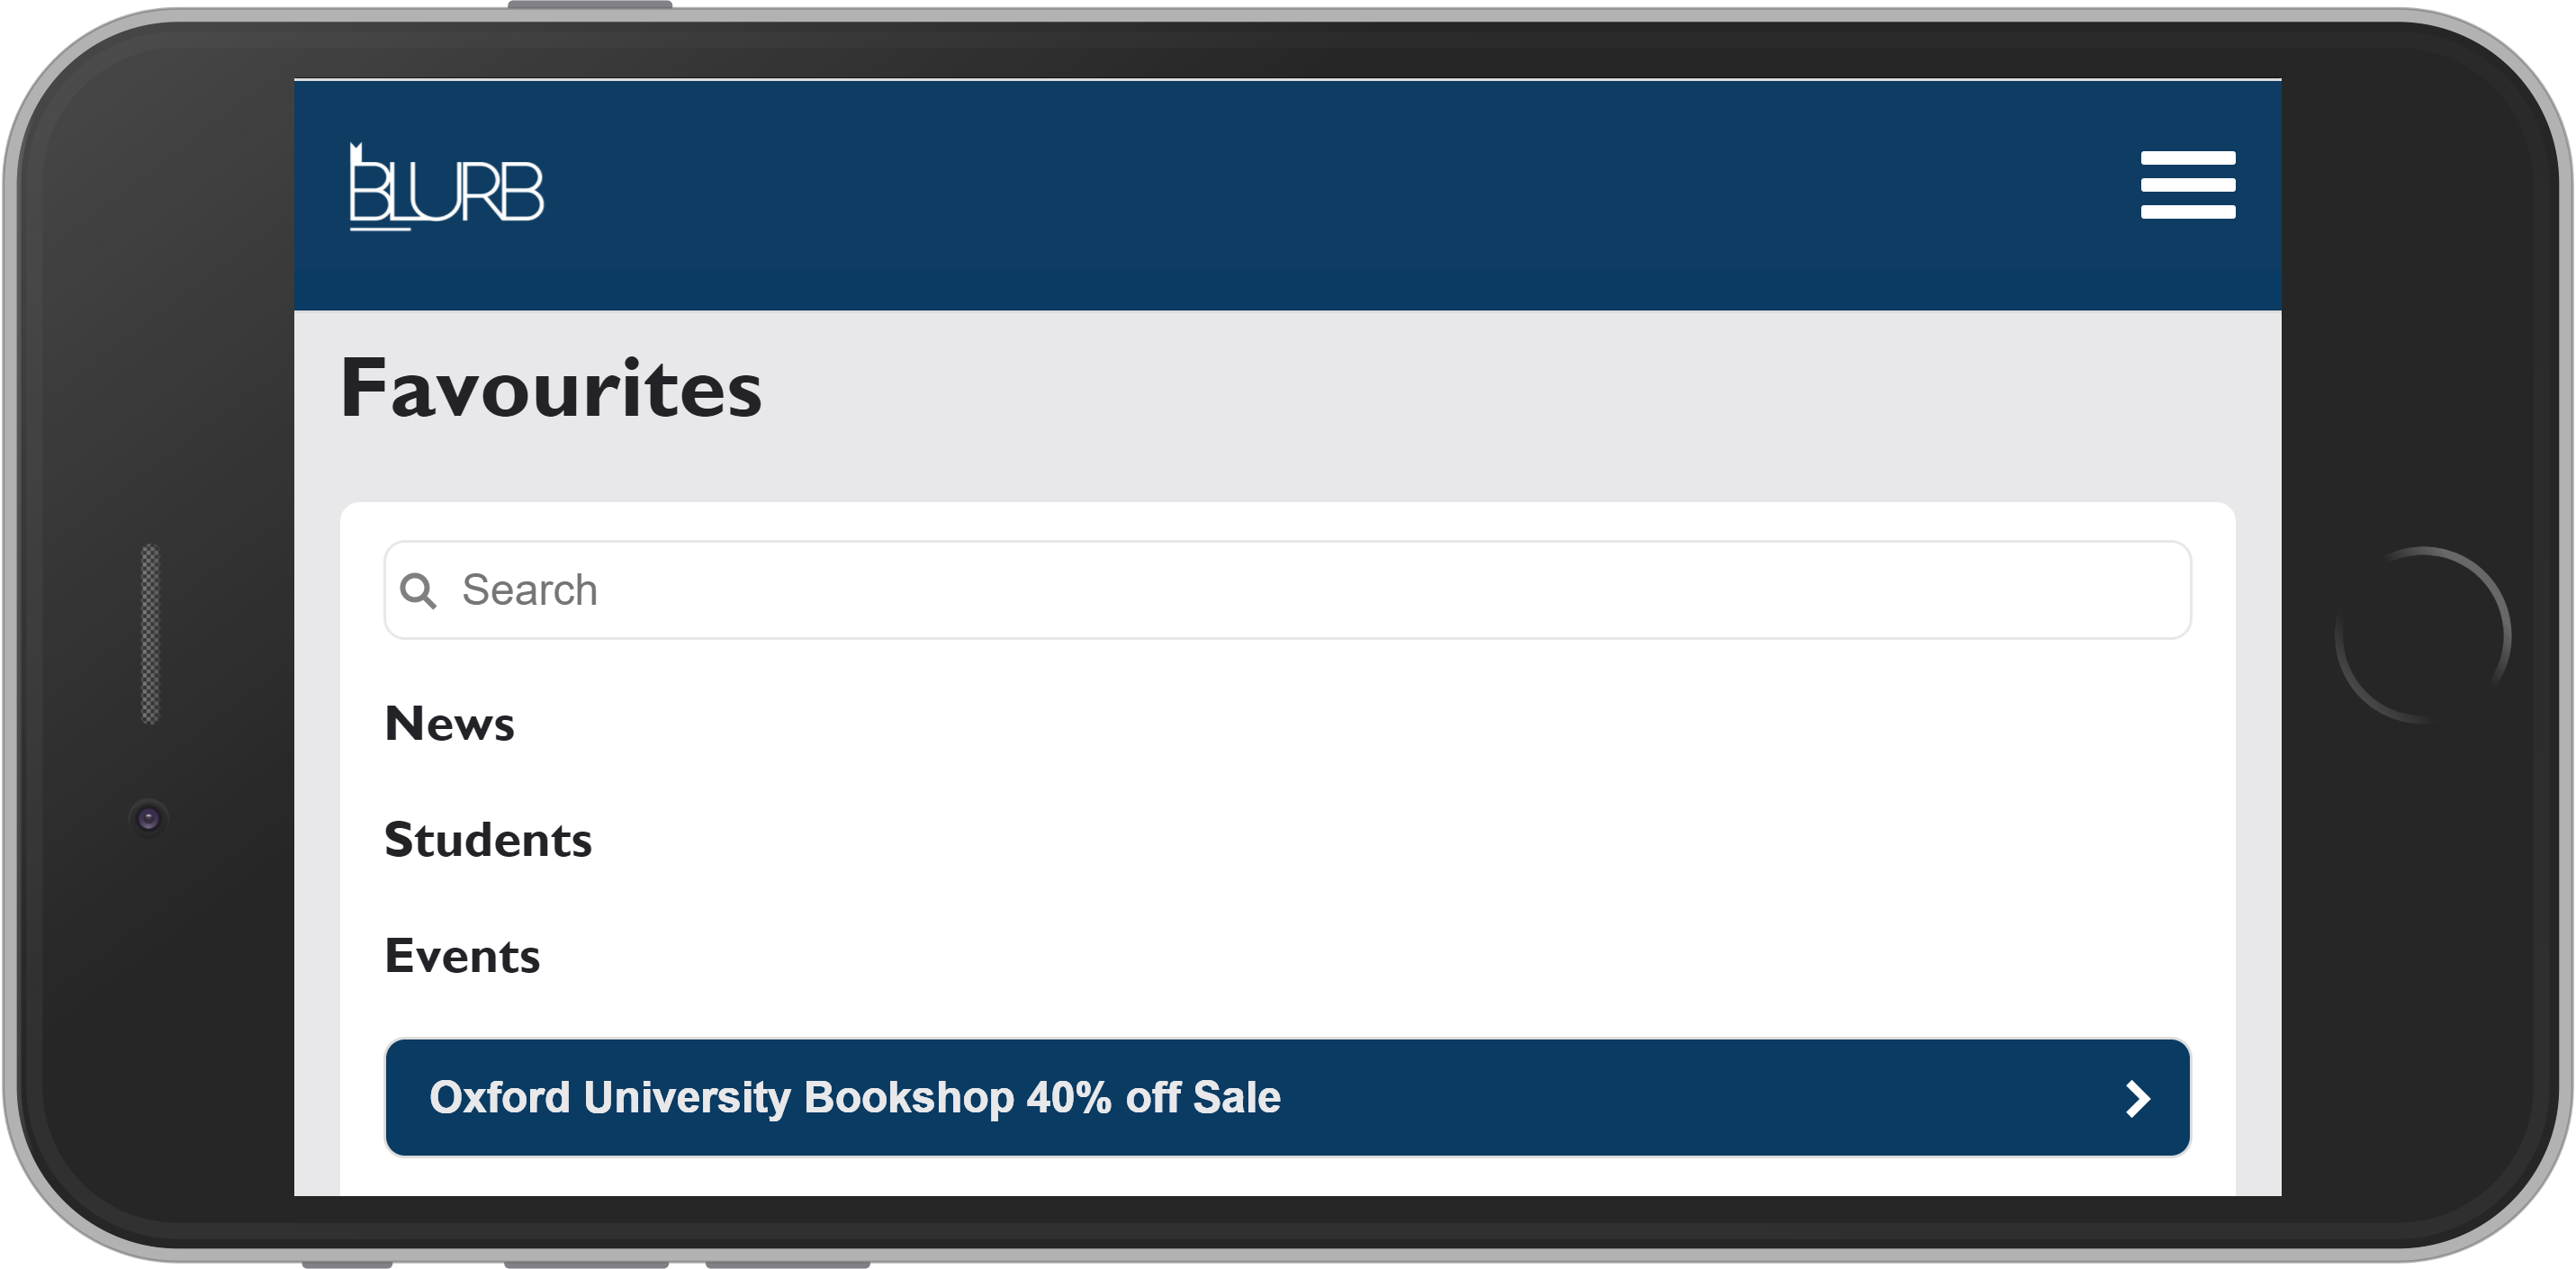 BLURB
Favourites
Search
News
Students
Events
Oxford University Bookshop 40% off Sale